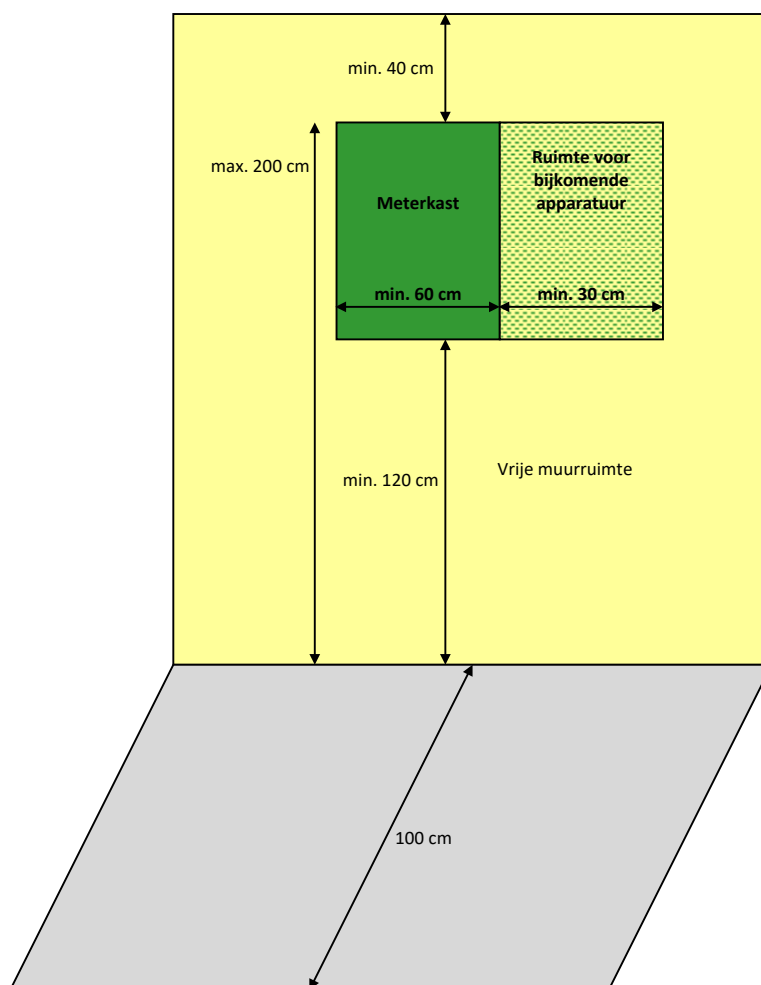 min. 40 cm
max. 200 cm
Meterkast
Ruimte voor
bijkomende
apparatuur
min. 60 cm
min. 30 cm
min. 120 cm
Vrije muurruimte
100 cm